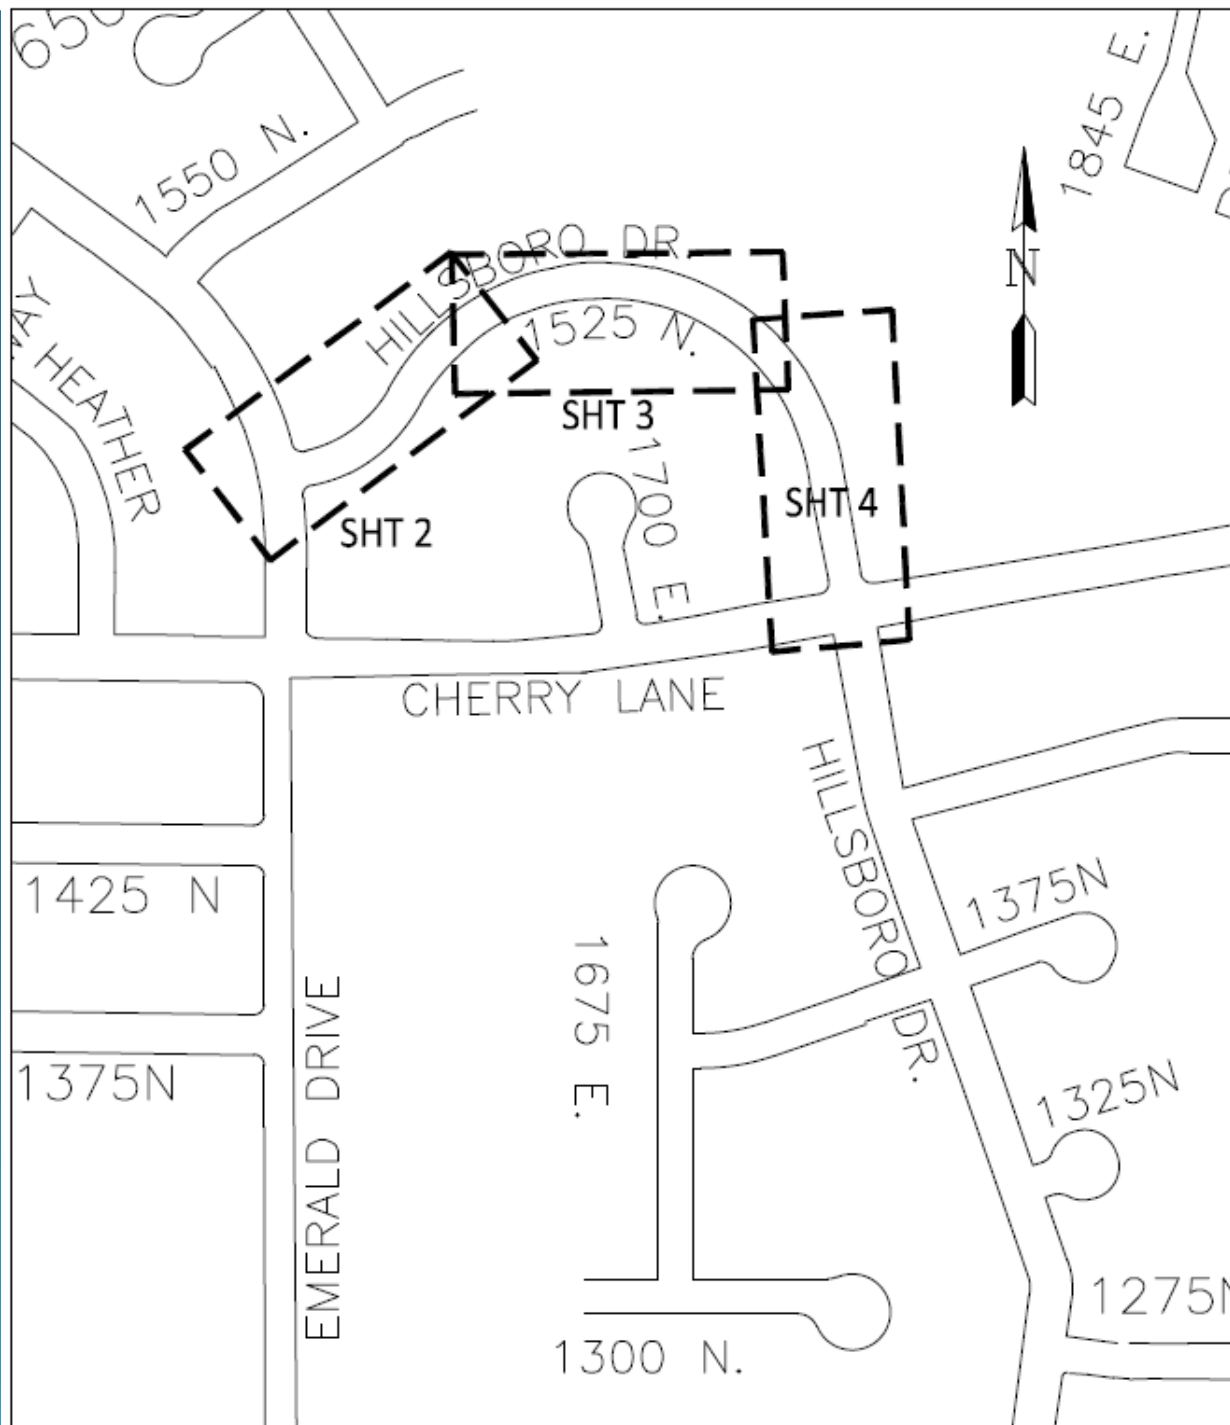 1845 E.
1550 N.
HILLSBORO DR.
N
1525 N.
HEATHER
SHT 3
1700 E.
SHT 4
SHT 2
CHERRY LANE
HILLSBORO DR.
1425 N
1375N
1675 E.
EMERALD DRIVE
1375N
1325N
1275N
1300 N.